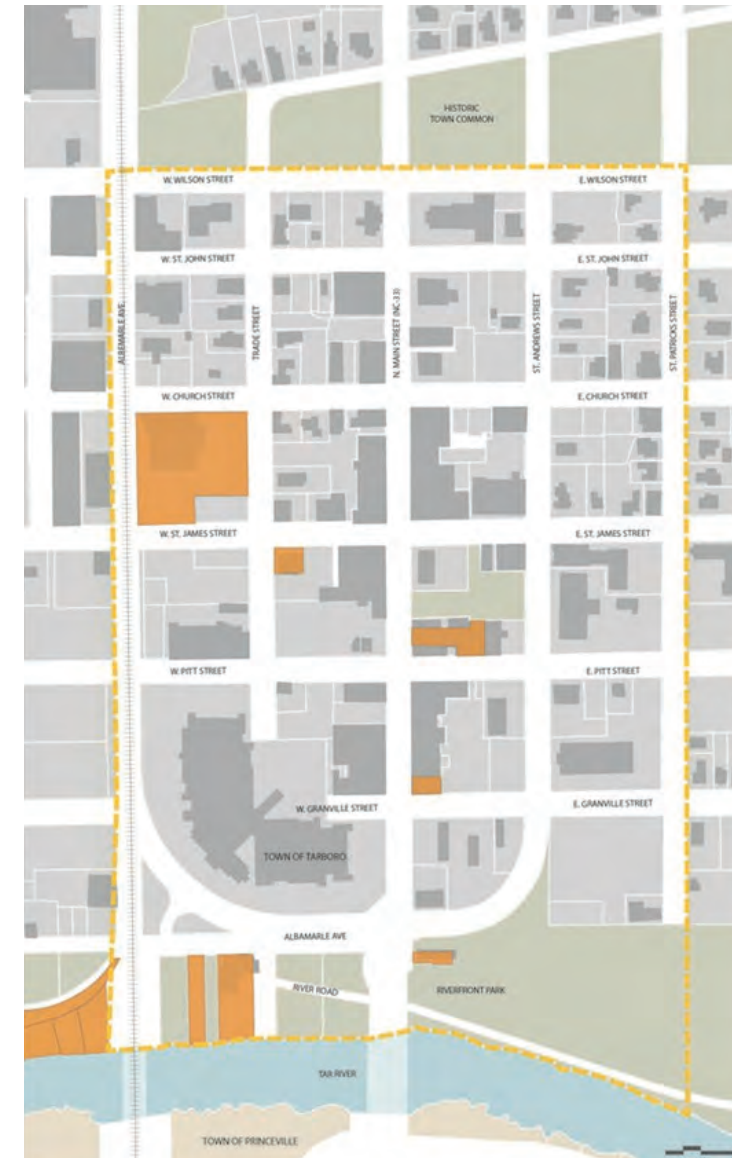 HISTORIC
TOWN COMMON
W. WILSON STREET
E. WILSON STREET
W. ST. JOHN STREET
E. ST. JOHN STREET
ALBEMARLE AVE.
TRADE STREET
N. MAIN STREET (NC-33)
ST. ANDREWS STREET
ST. PATRICKS STREET
W. CHURCH STREET
E. CHURCH STREET
W. ST. JAMES STREET
E. ST. JAMES STREET
W. PITT STREET
E. PITT STREET
W. GRANVILLE STREET
E. GRANVILLE STREET
TOWN OF TARBORO
ALBAMARLE AVE
RIVER ROAD
RIVERFRONT PARK
TAR RIVER
TOWN OF PRINCEVILLE